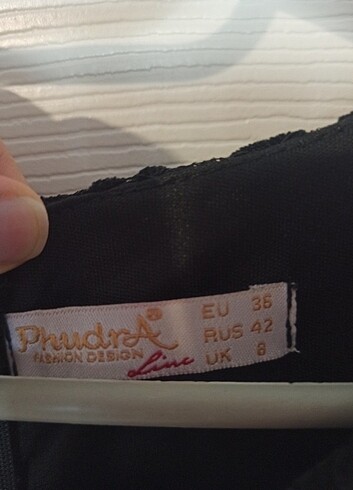 PhudrA®
FASHION DESIGN
Line
EU 36
RUS 42
UK 8